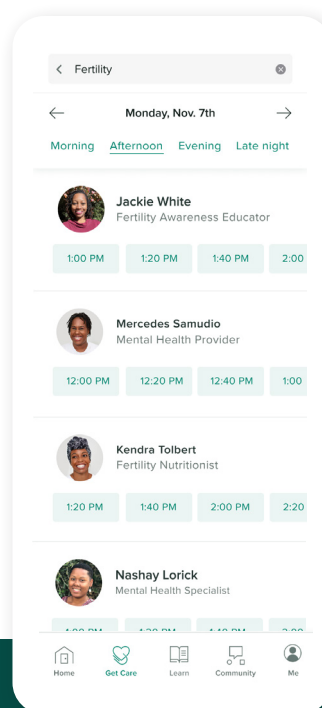 Fertility
Monday, Nov. 7th
Morning Afternoon Evening Late night
Jackie White
Fertility Awareness Educator
1:00 PM 1:20 PM 1:40 PM 2:00
Mercedes Samudio
Mental Health Provider
12:00 PM 12:20 PM 12:40 PM 1:00
Kendra Tolbert
Fertility Nutritionist
1:20 PM 1:40 PM 2:00 PM 2:20
Nashay Lorick
Mental Health Specialist
Home Get Care Learn Community Me